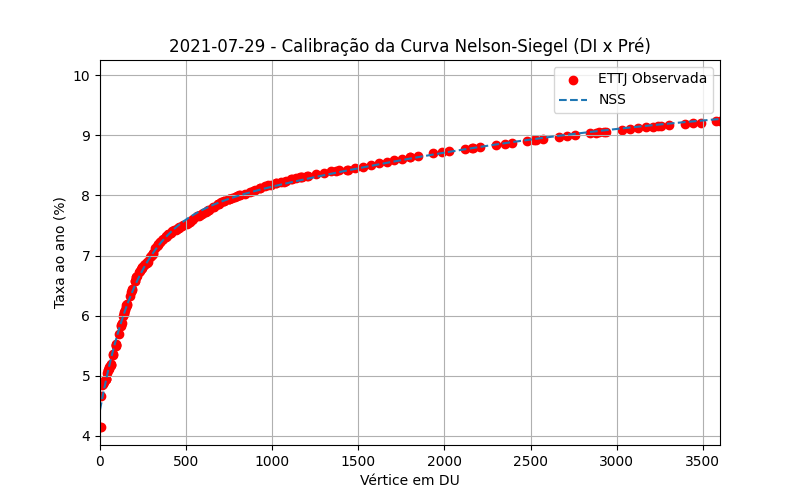 2021-07-29 - Calibração da Curva Nelson-Siegel (DI x Pré)
ETTJ Observada
NSS
10
9
8
7
6
5
4
Taxa ao ano (%)
0 500 1000 1500 2000 2500 3000 3500
Vértice em DU